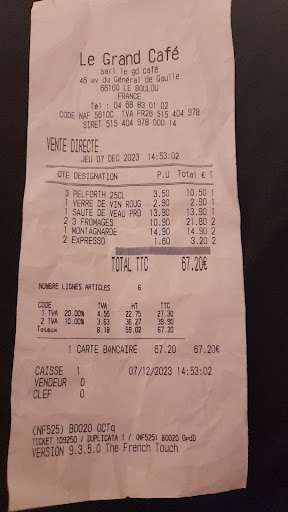 Le Grand Café
sarl le gd café
46 av du Général de Gaulle
66160 LE BOULOU
FRANCE
Tél : 04 68 83 01 02
CODE NAF 5610C TVA FR26 515 404 978
SIRET 515 404 978 000 14
VENTE DIRECTE
JEU 07 DEC 2023 14:53:02
QTE DESIGNATION P.U Total € T
3 PELFORTH 25CL 3.50 10.50 1
1 VERRE DE VIN ROUG 2.90 2.90 1
1 SAUTE DE VEAU PRO 13.90 13.90 1
2 3 FROMAGES 10.90 21.80 2
1 MONTAGNARDE 14.90 14.90 2
2 EXPRESSO 1.60 3.20 2
TOTAL TTC 67.20€
NOMBRE LIGNES ARTICLES 6
CODE TVA HT TTC
1 TVA 20.00% 4.55 22.75 27.30
2 TVA 10.00% 3.63 36.27 39.90
Totaux 8.18 59.02 67.20
1 CARTE BANCAIRE 67.20 67.20€
CAISSE 1 07/12/2023 14:53:02
VENDEUR 0
CLEF 0
(NF525) B0020 OCTq
TICKET 109250 / DUPLICATA 1 / (NF525) B0020
VERSION 9.3.5.0 The French Touch